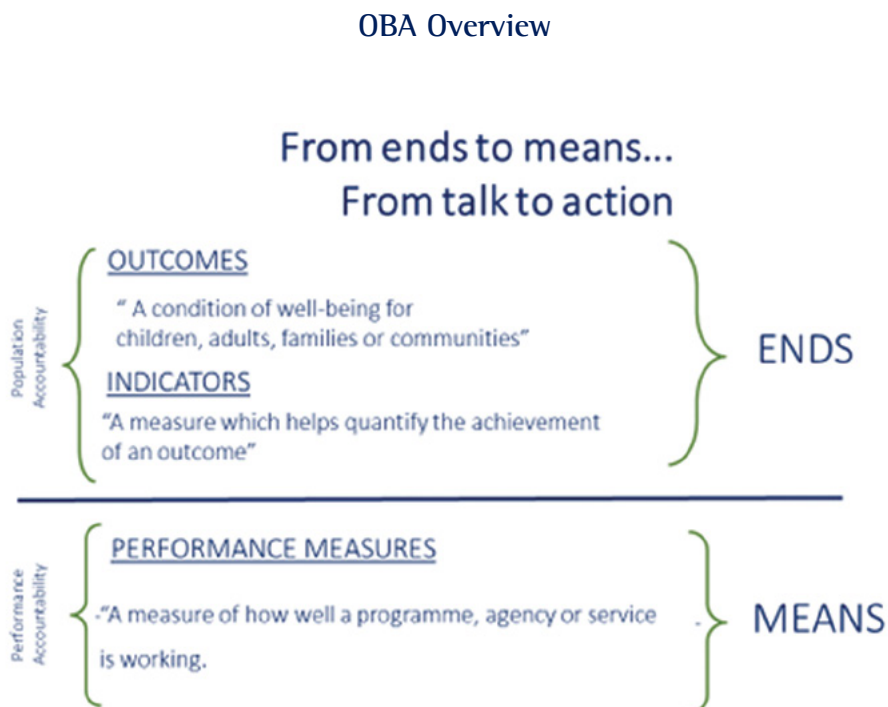 OBA Overview
From ends to means...
From talk to action
OUTCOMES
“ A condition of well-being for
children, adults, families or communities”
Population
Accountability
ENDS
INDICATORS
“A measure which helps quantify the achievement
of an outcome”
PERFORMANCE MEASURES
Performance
Accountability
-“A measure of how well a programme, agency or service
is working.
-
MEANS